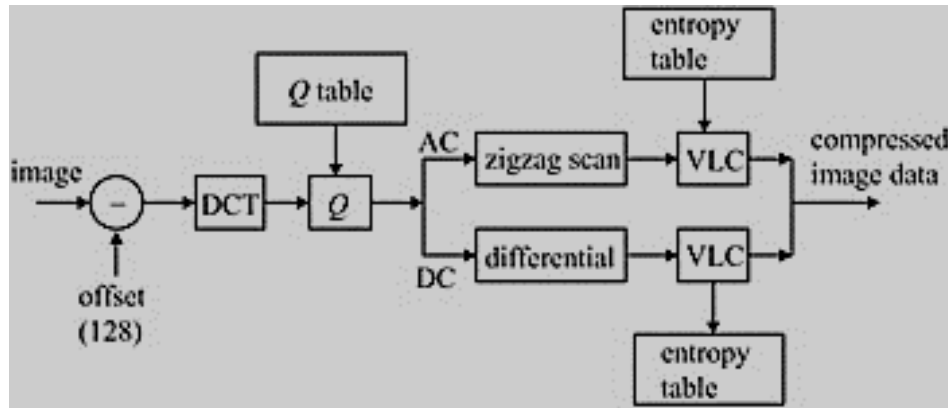 entropy
table
Q table
AC
zigzag scan
VLC
compressed
image data
image
−
DCT
Q
DC
differential
VLC
offset
(128)
entropy
table